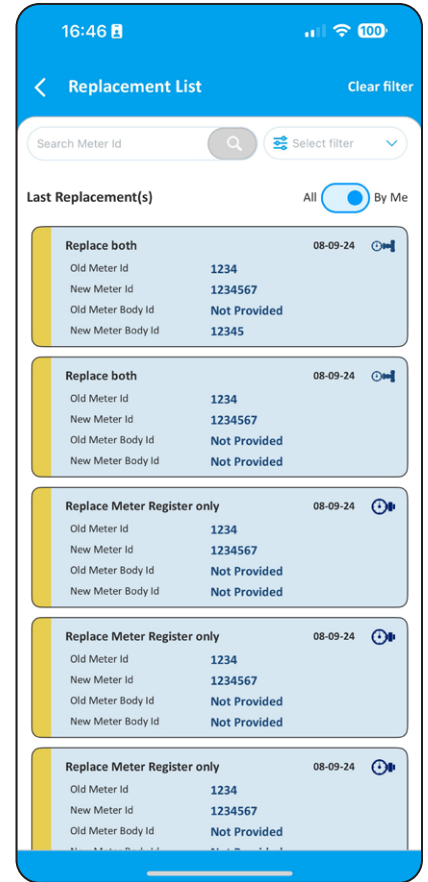 16:46
100
Replacement List
Clear filter
Search Meter Id
Select filter
Last Replacement(s)
All
By Me
Replace both 08-09-24
Old Meter Id 1234
New Meter Id 1234567
Old Meter Body Id Not Provided
New Meter Body Id 12345
Replace both 08-09-24
Old Meter Id 1234
New Meter Id 1234567
Old Meter Body Id Not Provided
New Meter Body Id Not Provided
Replace Meter Register only 08-09-24
Old Meter Id 1234
New Meter Id 1234567
Old Meter Body Id Not Provided
New Meter Body Id Not Provided
Replace Meter Register only 08-09-24
Old Meter Id 1234
New Meter Id 1234567
Old Meter Body Id Not Provided
New Meter Body Id Not Provided
Replace Meter Register only 08-09-24
Old Meter Id 1234
New Meter Id 1234567
Old Meter Body Id Not Provided